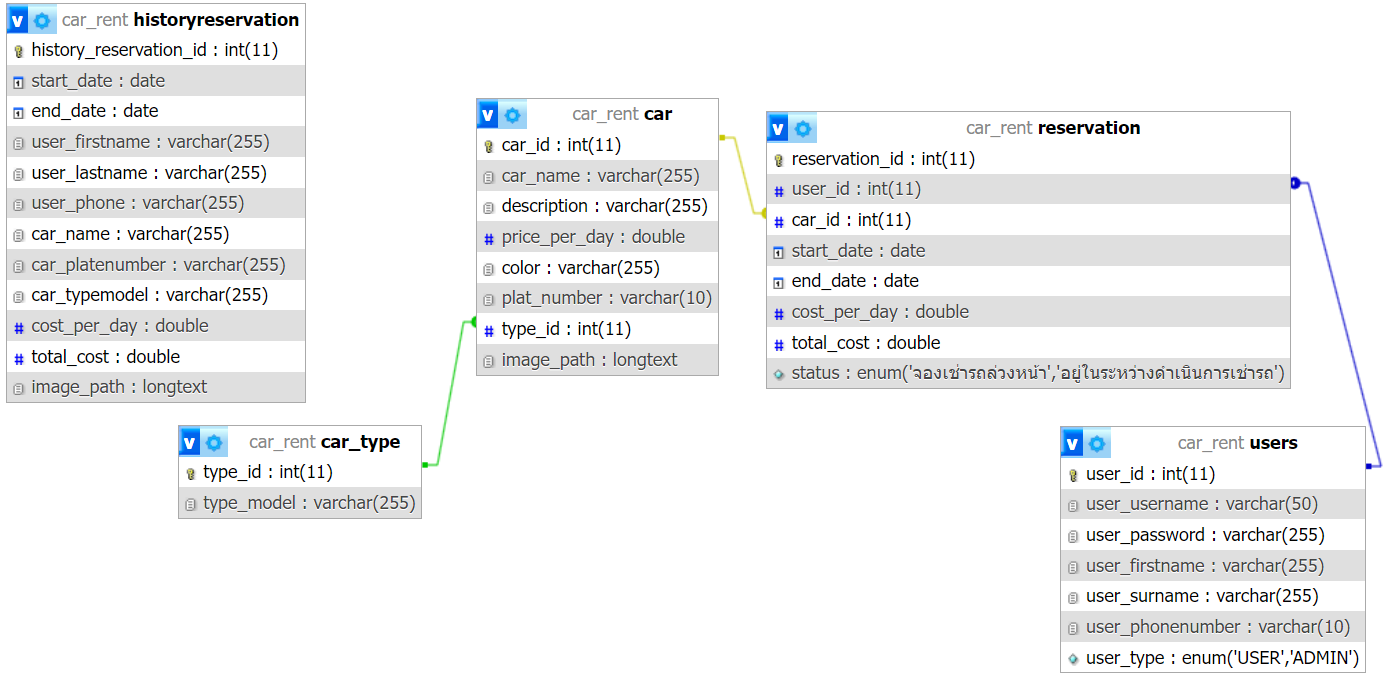 car_rent historyreservation
history_reservation_id : int(11)
start_date : date
end_date : date
user_firstname : varchar(255)
user_lastname : varchar(255)
user_phone : varchar(255)
car_name : varchar(255)
car_platenumber : varchar(255)
car_typemodel : varchar(255)
cost_per_day : double
total_cost : double
image_path : longtext
car_rent car
car_id : int(11)
car_name : varchar(255)
description : varchar(255)
price_per_day : double
color : varchar(255)
plat_number : varchar(10)
type_id : int(11)
image_path : longtext
car_rent reservation
reservation_id : int(11)
user_id : int(11)
car_id : int(11)
start_date : date
end_date : date
cost_per_day : double
total_cost : double
status : enum('จองเช่ารถล่วงหน้า','อยู่ในระหว่างดำเนินการเช่ารถ')
car_rent car_type
type_id : int(11)
type_model : varchar(255)
car_rent users
user_id : int(11)
user_username : varchar(50)
user_password : varchar(255)
user_firstname : varchar(255)
user_surname : varchar(255)
user_phonenumber : varchar(10)
user_type : enum('USER','ADMIN')